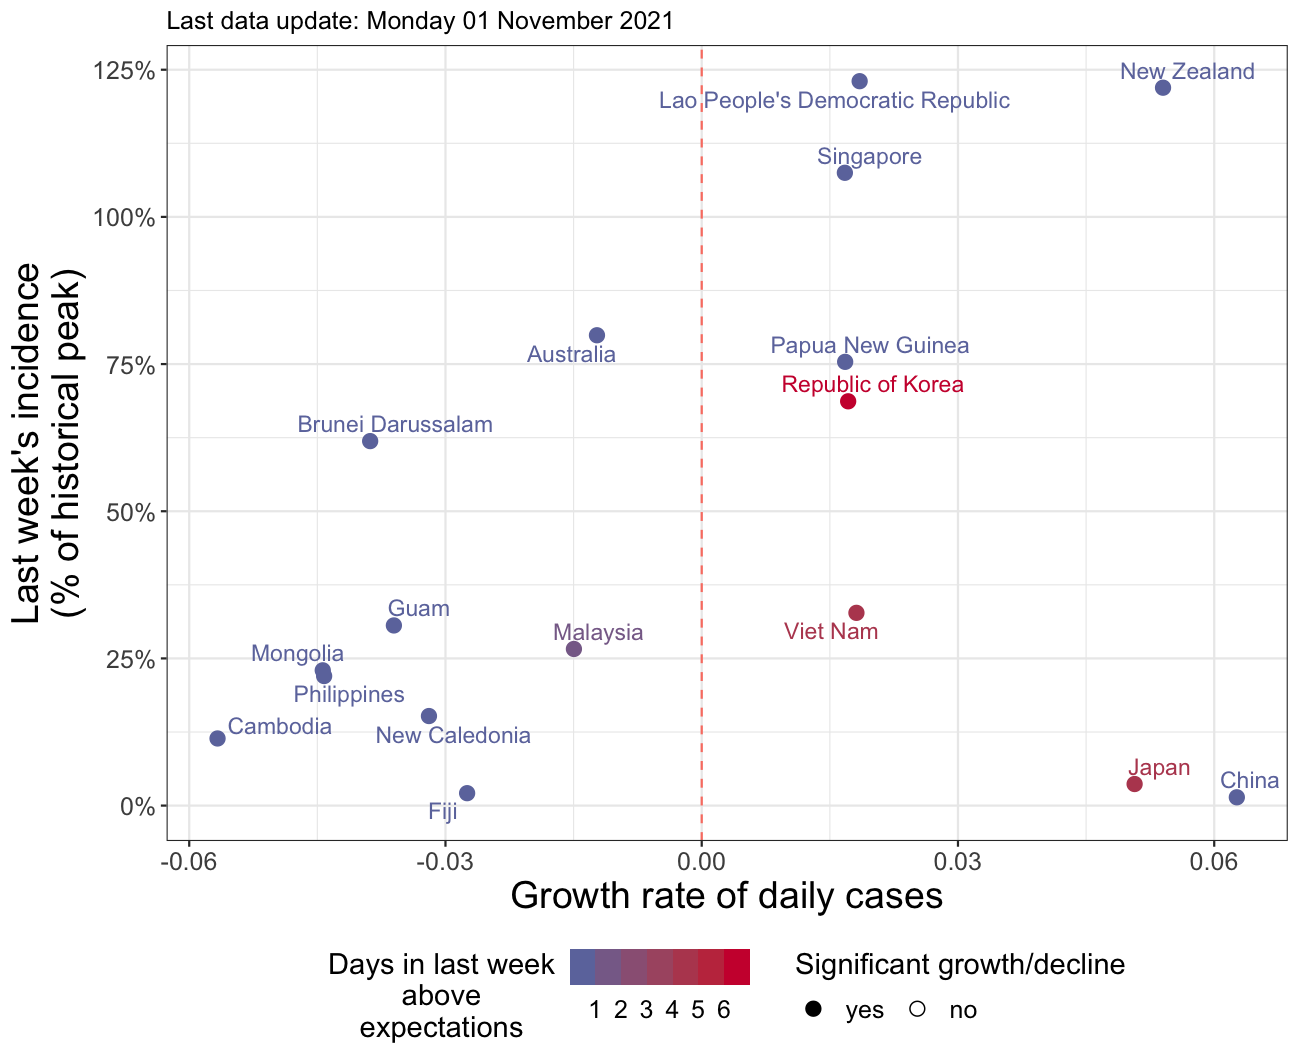 Last data update: Monday 01 November 2021
125%
100%
75%
50%
25%
0%
Last week's incidence
(% of historical peak)
New Zealand
Lao People's Democratic Republic
Singapore
Australia
Papua New Guinea
Republic of Korea
Brunei Darussalam
Guam
Malaysia
Viet Nam
Mongolia
Philippines
Cambodia
New Caledonia
Japan
China
Fiji
-0.06 -0.03 0.00 0.03 0.06
Growth rate of daily cases
Days in last week
above
expectations
1 2 3 4 5 6
Significant growth/decline
yes no